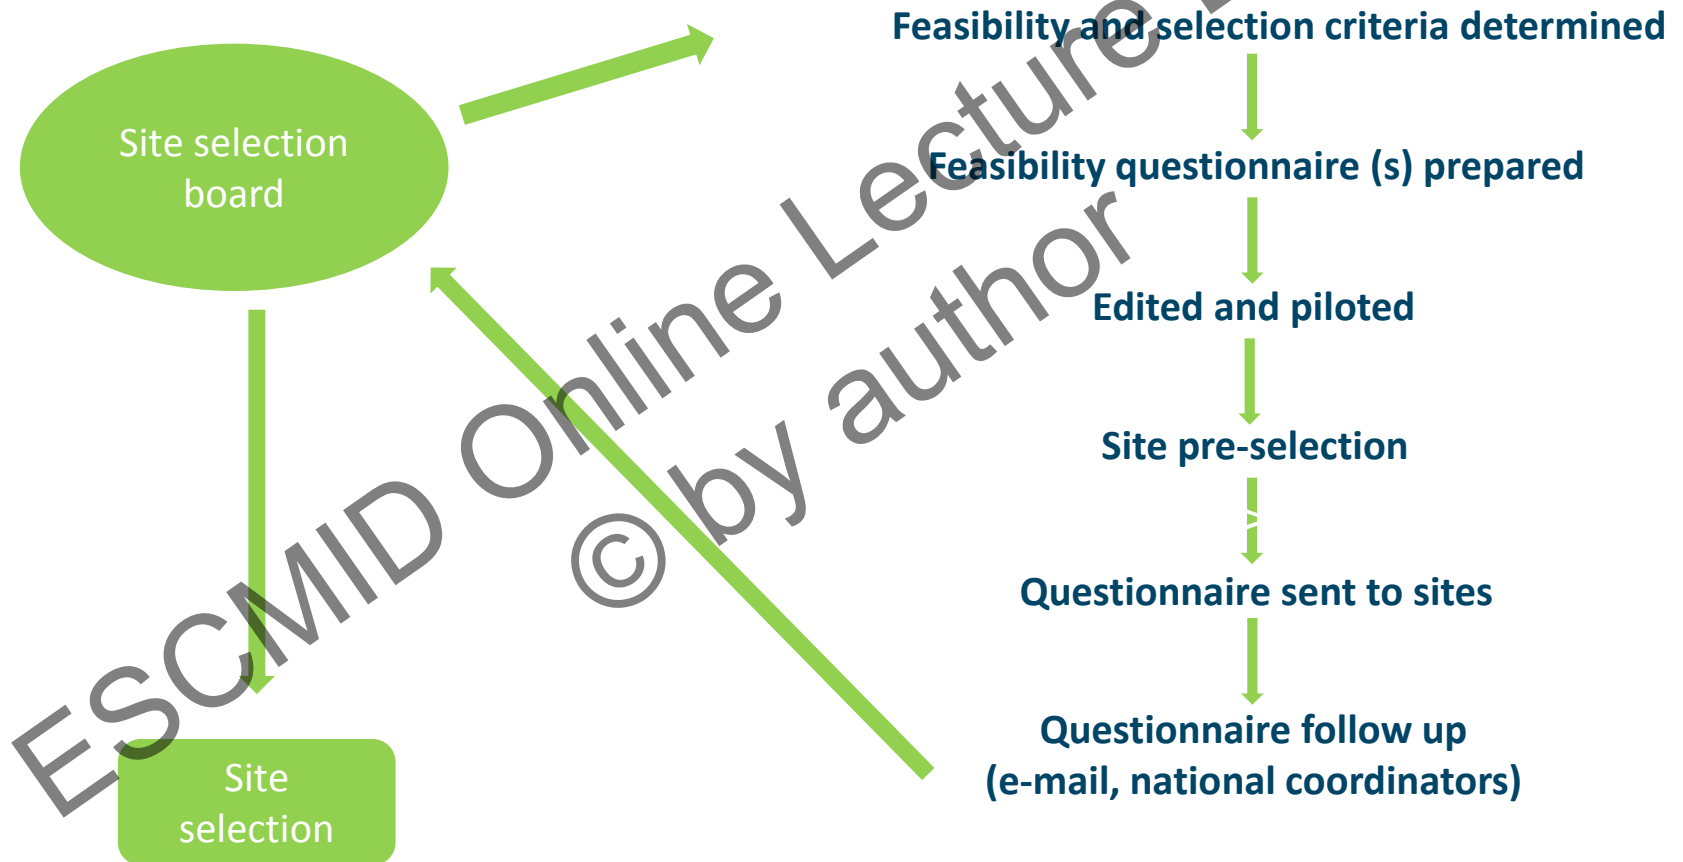 Site selection
board
Feasibility and selection criteria determined
Feasibility questionnaire (s) prepared
Edited and piloted
Site pre-selection
Questionnaire sent to sites
Questionnaire follow up
(e-mail, national coordinators)
Site
selection
ESCMID Online Lecture
© by author